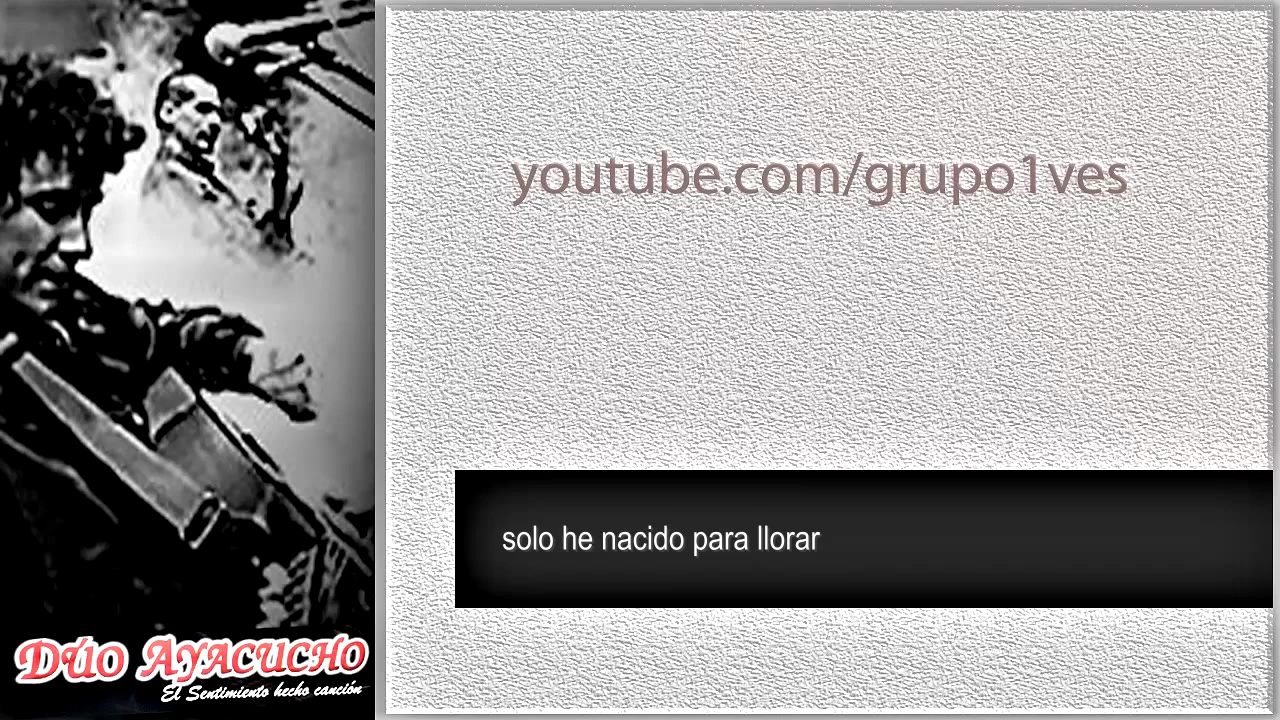 youtube.com/grupo1ves
solo he nacido para llorar
DÚO AYACUCHO
El Sentimiento hecho canción